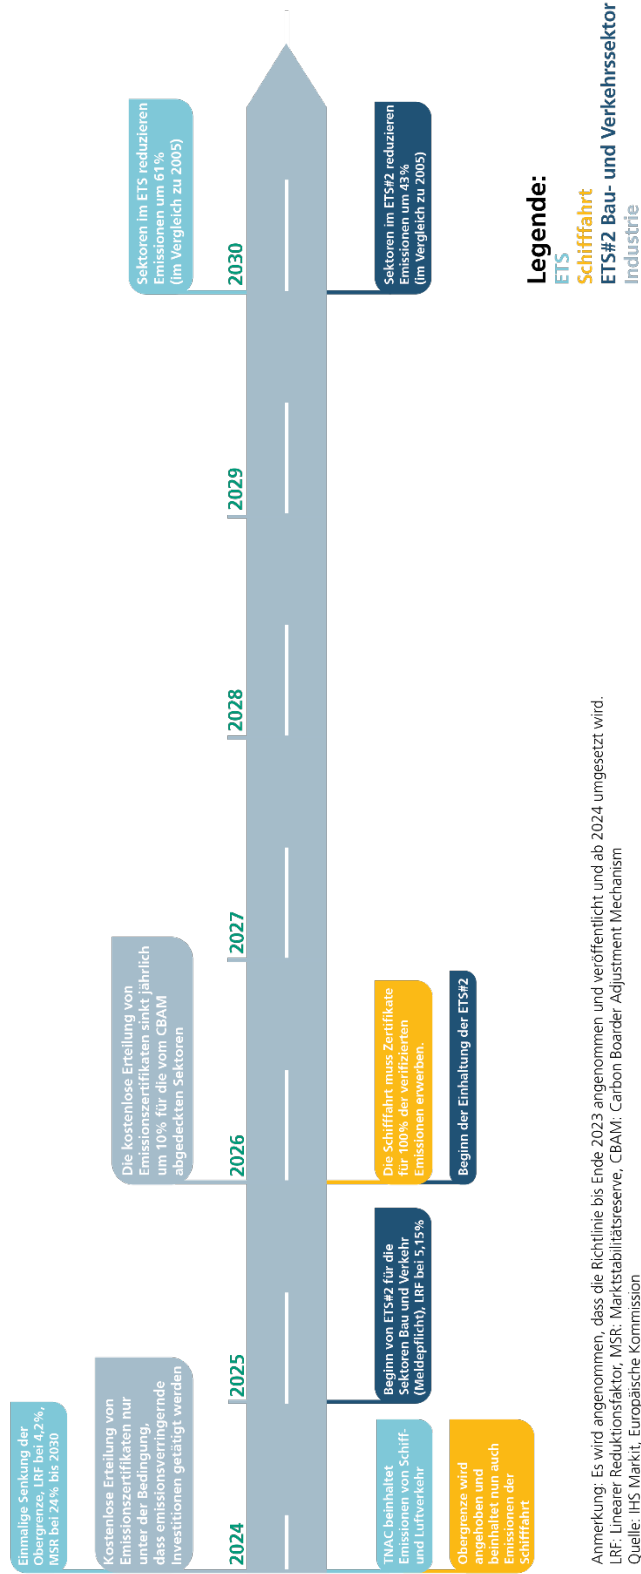 Einmalige Senkung der
Obergrenze, LRF bei 4,2%,
MSR bei 24% bis 2030
Kostenlose Erteilung von
Emissionszertifikaten nur
unter der Bedingung,
dass emissionsverringernde
Investitionen getätigt werden
2024
TNAC beinhaltet
Emissionen von Schiff-
und Luftverkehr
Obergrenze wird
angehoben und
beinhaltet nun auch
Emissionen der
Schifffahrt
2025
Beginn von ETS#2 für die
Sektoren Bau und Verkehr
(Meldepflicht), LRF bei 5,15%
Die kostenlose Erteilung von
Emissionszertifikaten sinkt jährlich
um 10% für die vom CBAM
abgedeckten Sektoren
2026
Die Schifffahrt muss Zertifikate
für 100% der verifizierten
Emissionen erwerben.
Beginn der Einhaltung der ETS#2
2027
2028
2029
Sektoren im ETS reduzieren
Emissionen um 61%
(im Vergleich zu 2005)
2030
Sektoren im ETS#2 reduzieren
Emissionen um 43%
(im Vergleich zu 2005)
Legende:
ETS
Schifffahrt
ETS#2 Bau- und Verkehrssektor
Industrie
Anmerkung: Es wird angenommen, dass die Richtlinie bis Ende 2023 angenommen und veröffentlicht und ab 2024 umgesetzt wird.
LRF: Linearer Reduktionsfaktor, MSR: Marktstabilitätsreserve, CBAM: Carbon Boarder Adjustment Mechanism
Quelle: IHS Markit, Europäische Kommission